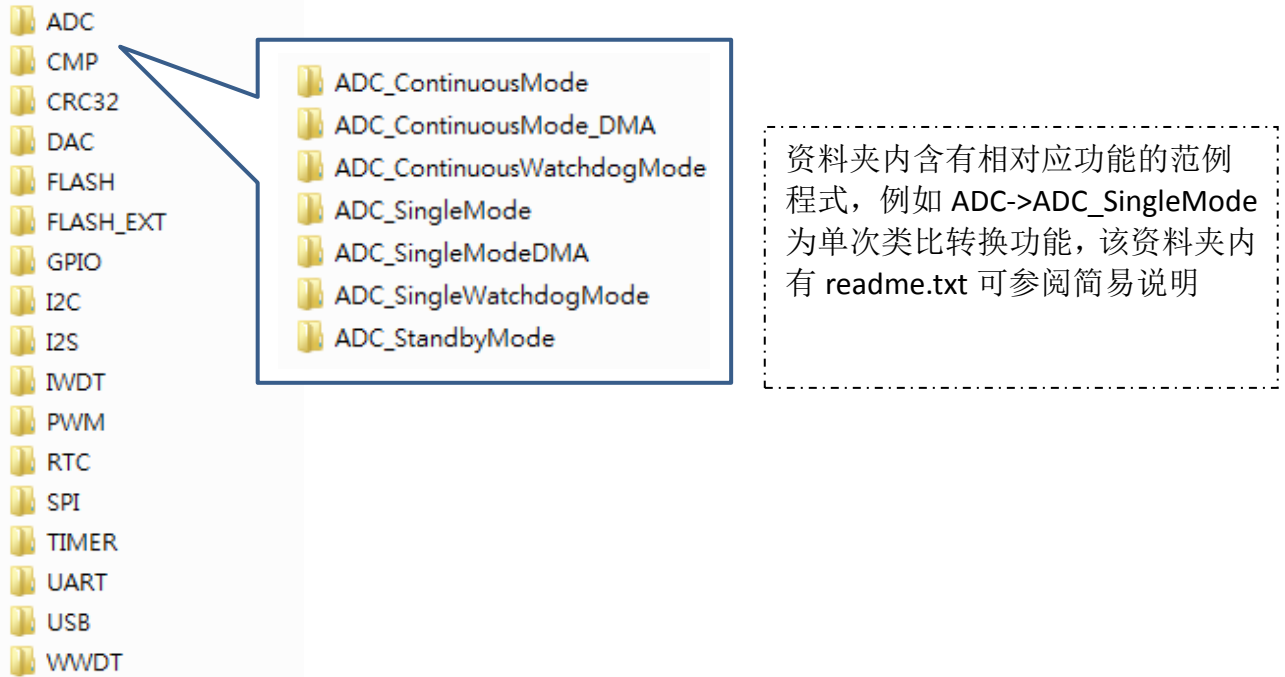 ADC
CMP
CRC32
DAC
FLASH
FLASH_EXT
GPIO
I2C
I2S
IWDT
PWM
RTC
SPI
TIMER
UART
USB
WWDT
ADC_ContinuousMode
ADC_ContinuousMode_DMA
ADC_ContinuousWatchdogMode
ADC_SingleMode
ADC_SingleModeDMA
ADC_SingleWatchdogMode
ADC_StandbyMode
资料夹内含有相对应功能的范例
程式，例如 ADC->ADC_SingleMode
为单次类比转换功能，该资料夹内
有 readme.txt 可参阅简易说明